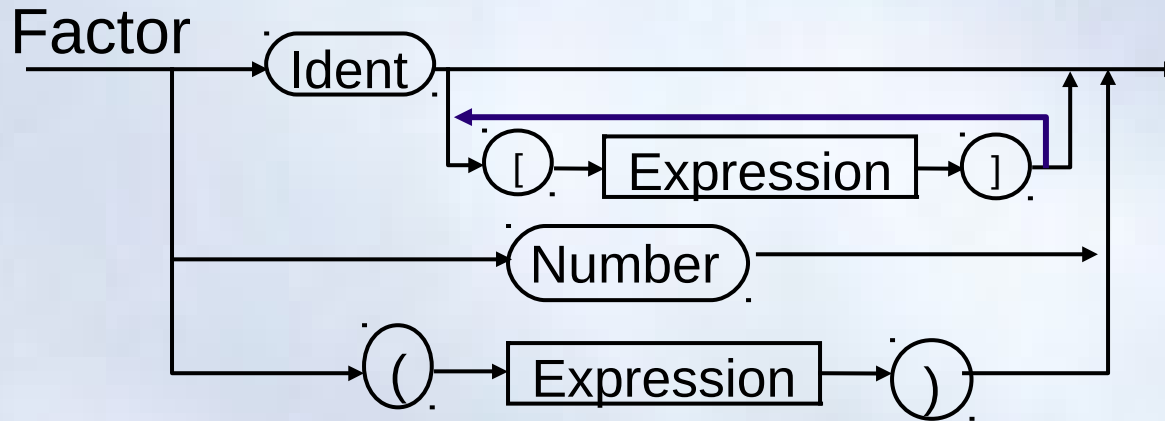 Factor
Ident
[ Expression ]
Number
( Expression )